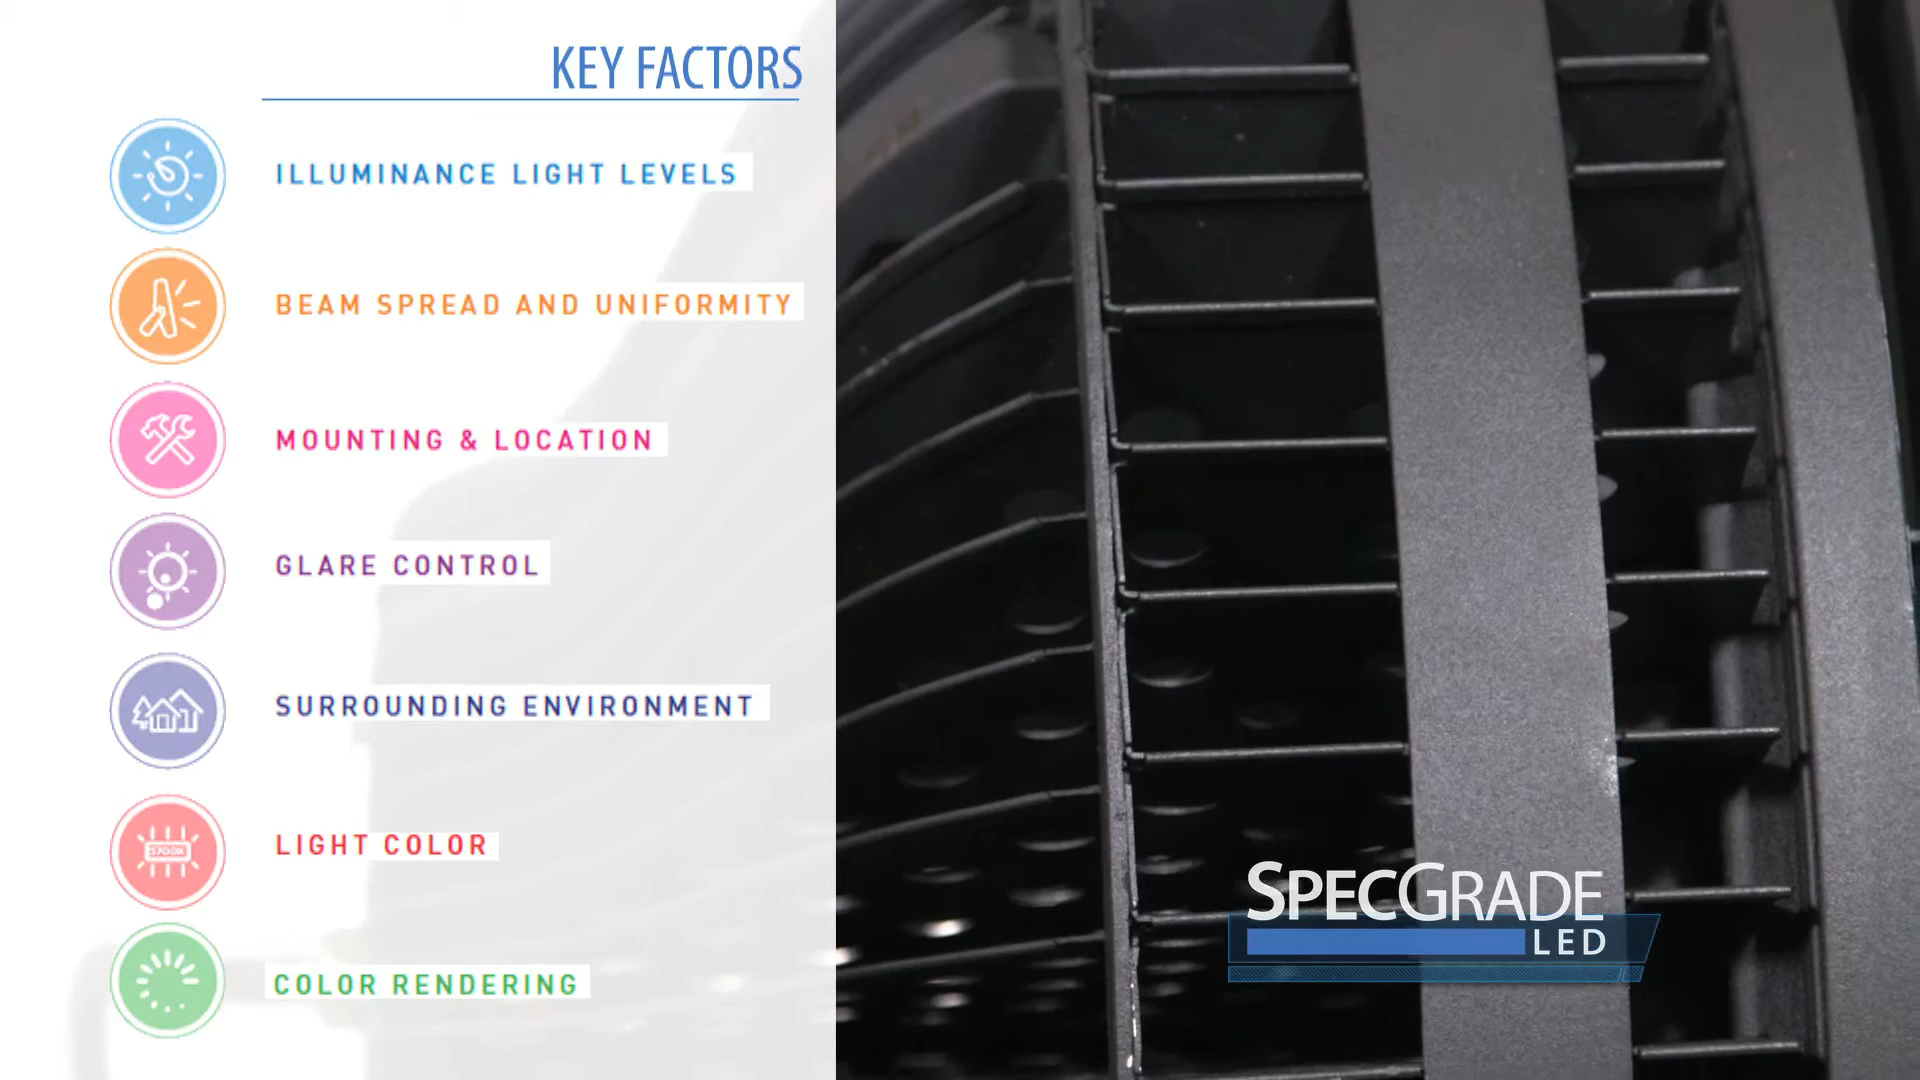 KEY FACTORS
ILLUMINANCE LIGHT LEVELS
BEAM SPREAD AND UNIFORMITY
MOUNTING & LOCATION
GLARE CONTROL
SURROUNDING ENVIRONMENT
LIGHT COLOR
COLOR RENDERING
SPECGRADE
LED